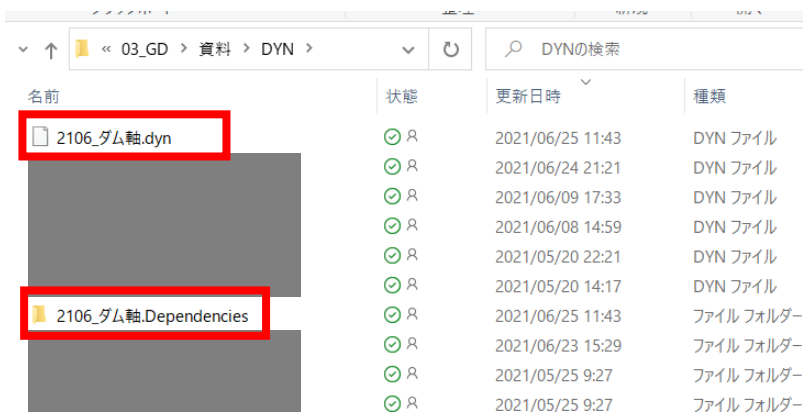 « 03_GD > 資料 > DYN >
DYNの検索
名前 状態 更新日時 種類
2106_ダム軸.dyn 2021/06/25 11:43 DYN ファイル
2021/06/24 21:21 DYN ファイル
2021/06/09 17:33 DYN ファイル
2021/06/08 14:59 DYN ファイル
2021/05/20 22:21 DYN ファイル
2021/05/20 14:17 DYN ファイル
2106_ダム軸.Dependencies 2021/06/25 11:43 ファイル フォルダー
2021/06/23 15:29 ファイル フォルダー
2021/05/25 9:27 ファイル フォルダー
2021/05/25 9:27 ファイル フォルダー